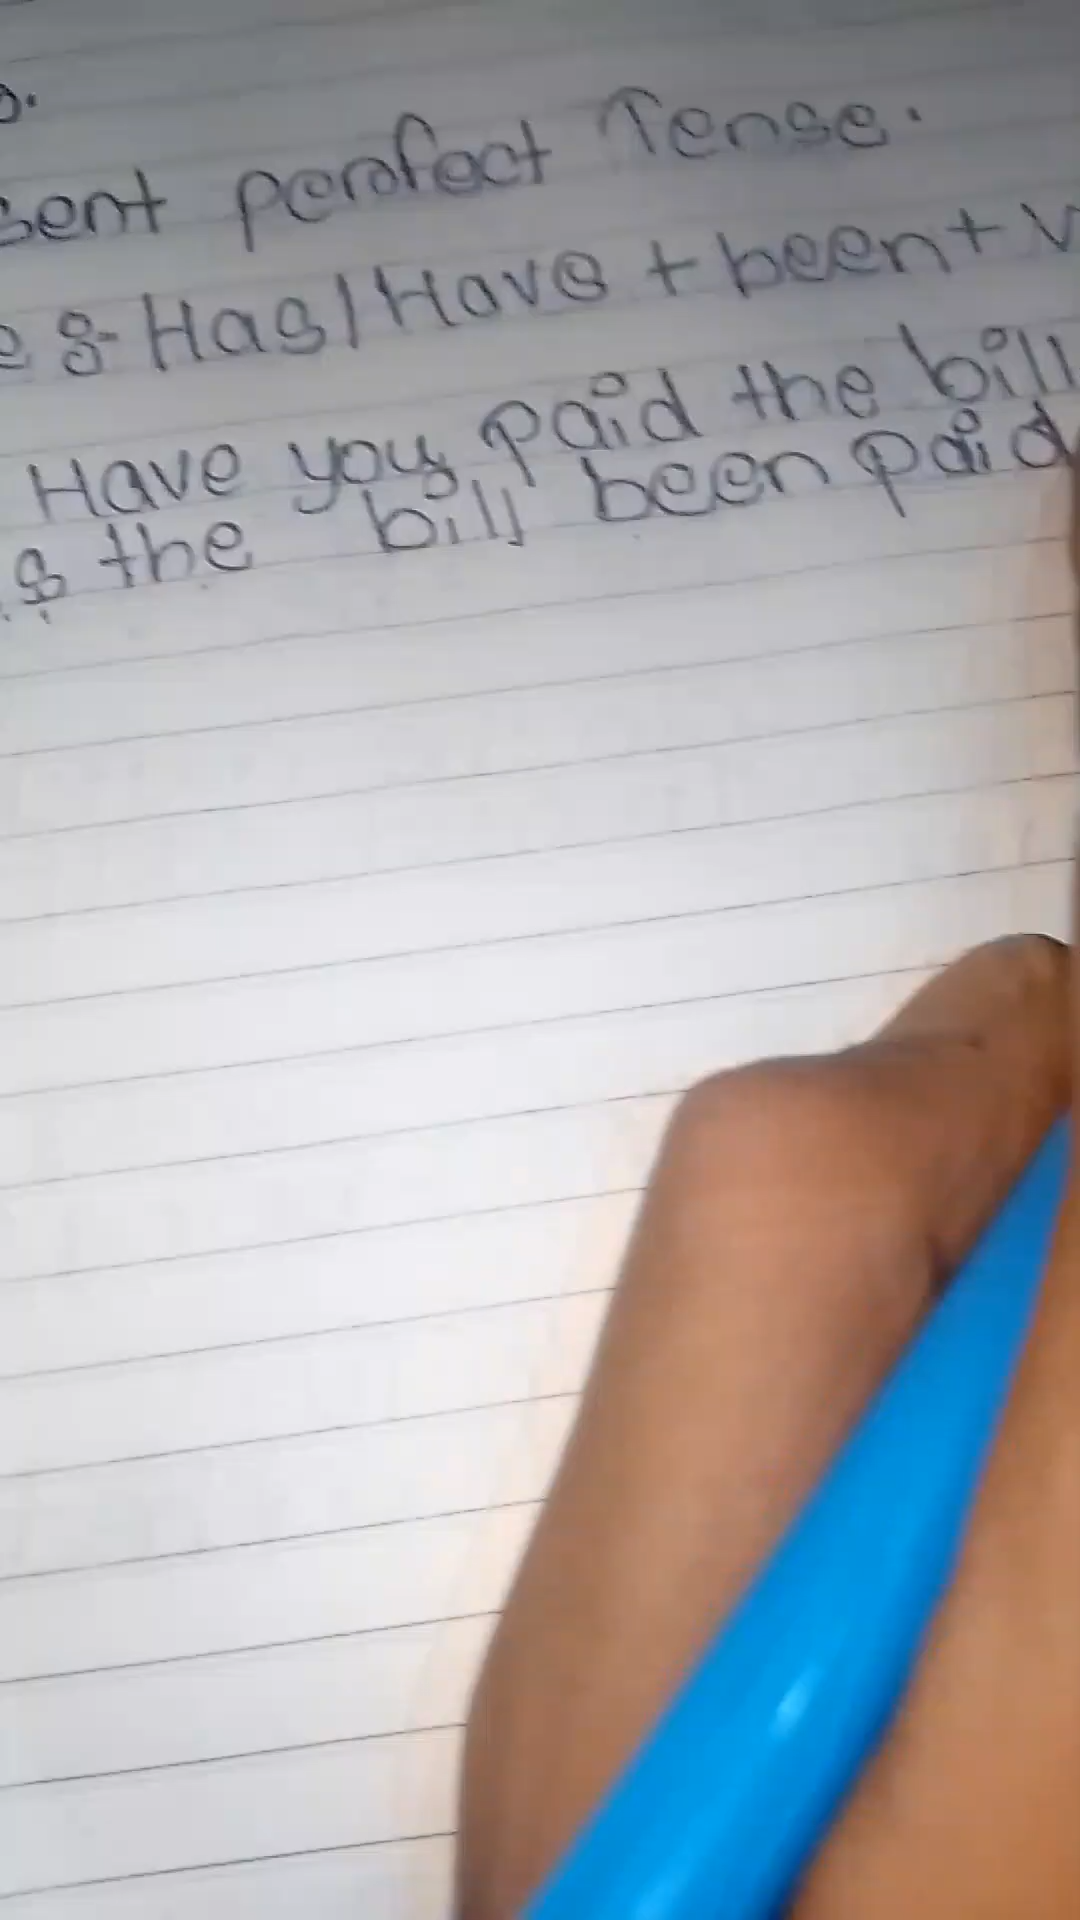 sent perfect Tense.
e :- Has/Have + been + V
Have you paid the bill
s the bill been paid